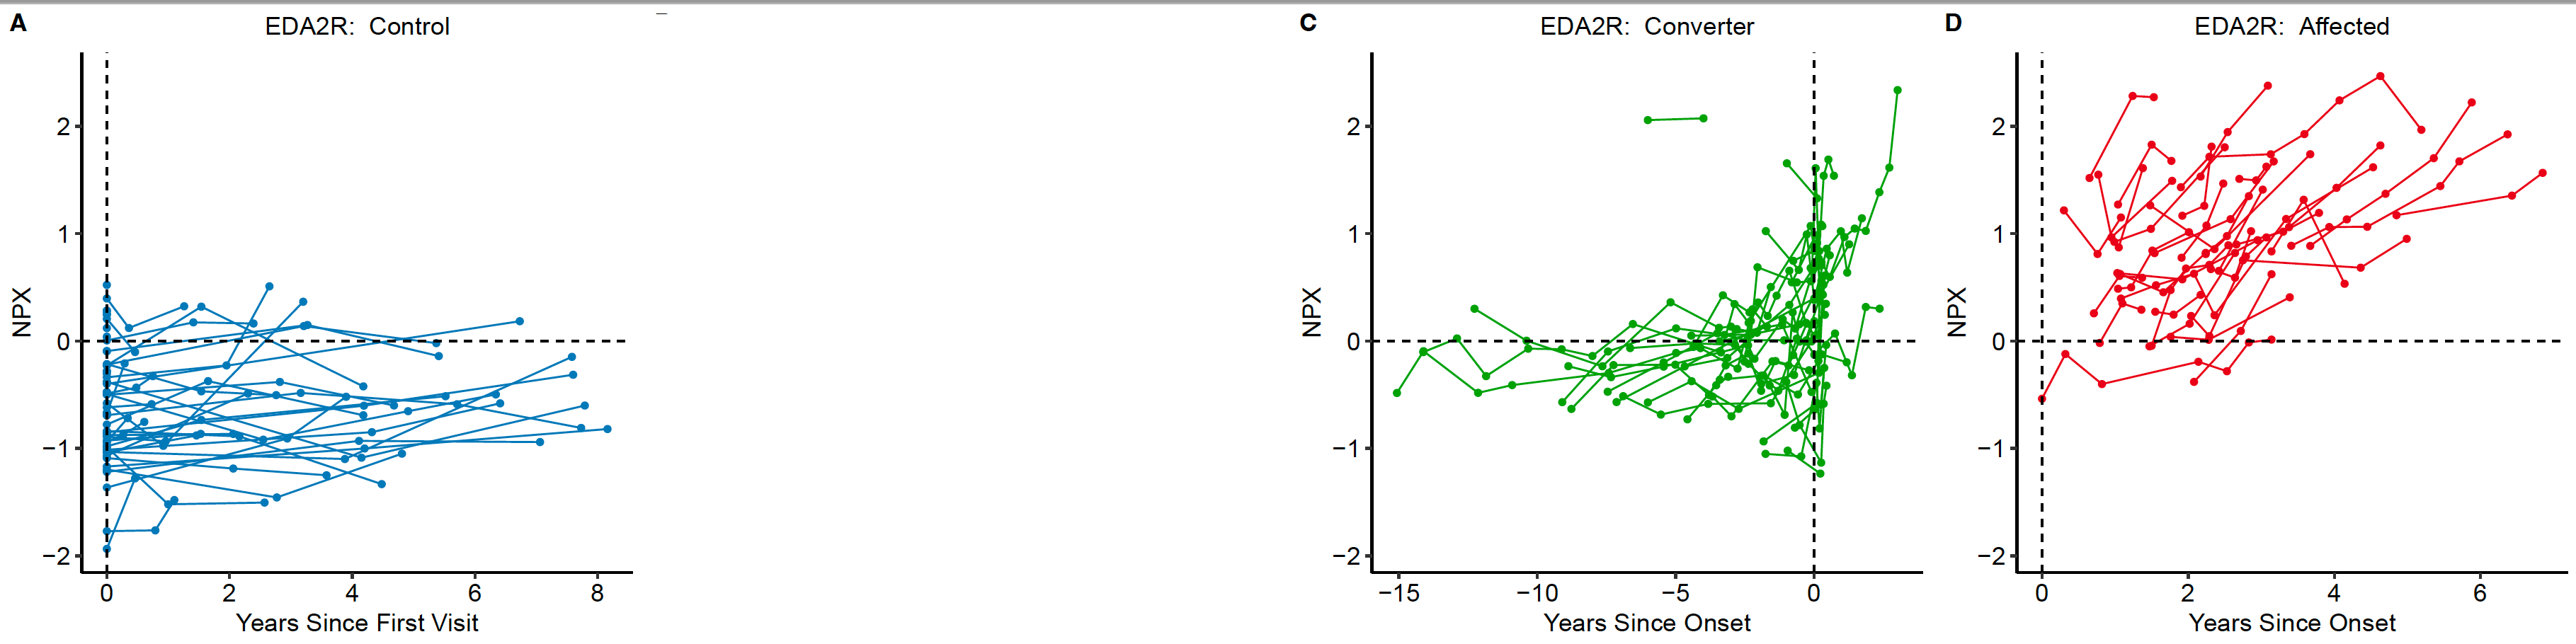 A
EDA2R:  Control
2
1
0
−1
−2
NPX
0 2 4 6 8
Years Since First Visit
C
EDA2R:  Converter
2
1
0
−1
−2
NPX
−15 −10 −5 0
Years Since Onset
D
EDA2R:  Affected
2
1
0
−1
−2
NPX
0 2 4 6
Years Since Onset